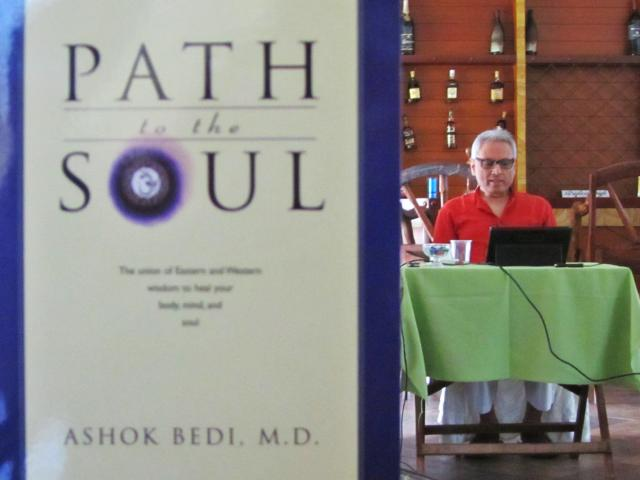 PATH
to the
SOUL
The union of Eastern and Western
wisdom to heal your
body, mind, and
soul
ASHOK BEDI, M.D.